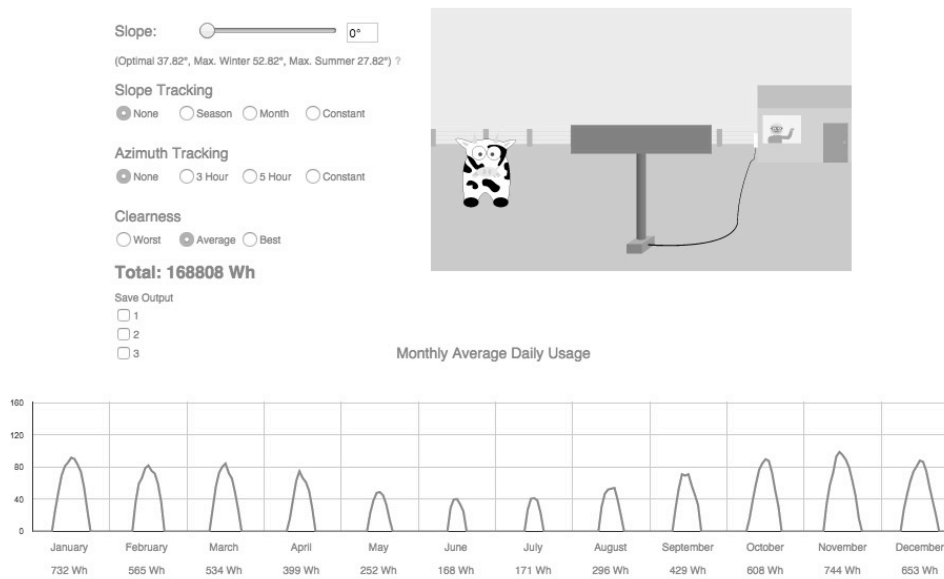 Slope:
0°
(Optimal 37.82°, Max. Winter 52.82°, Max. Summer 27.82°) ?
Slope Tracking
None Season Month Constant
Azimuth Tracking
None 3 Hour 5 Hour Constant
Clearness
Worst Average Best
Total: 168808 Wh
Save Output
1
2
3
Monthly Average Daily Usage
160
120
80
40
0
January February March April May June July August September October November December
732 Wh 565 Wh 534 Wh 399 Wh 252 Wh 168 Wh 171 Wh 296 Wh 429 Wh 608 Wh 744 Wh 653 Wh